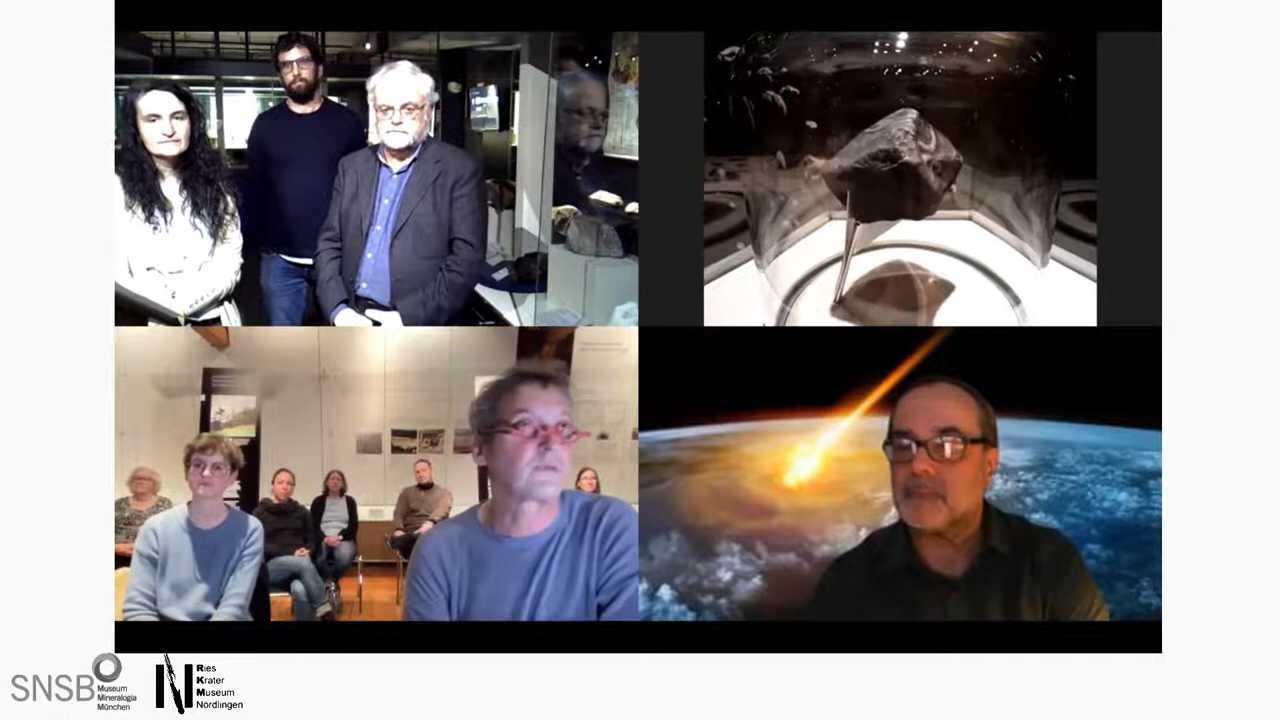 SNSB
Museum
Mineralogia
München
Ries
Krater
Museum
Nördlingen